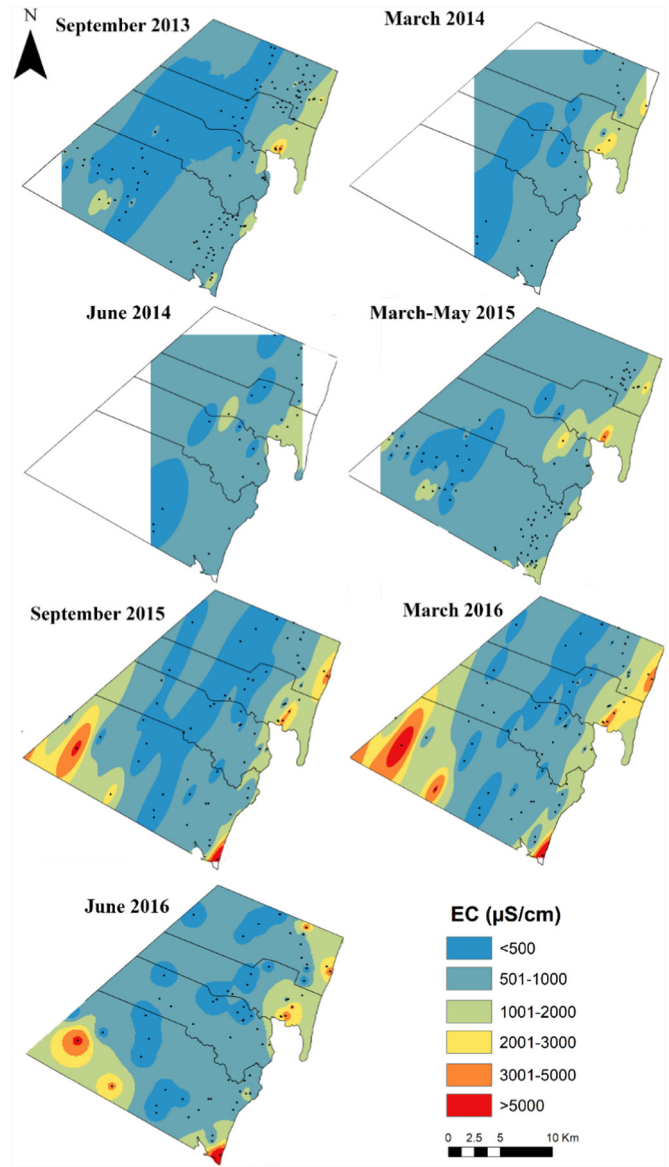 N
September 2013
March 2014
June 2014
March-May 2015
September 2015
March 2016
June 2016
EC (µS/cm)
<500
501-1000
1001-2000
2001-3000
3001-5000
>5000
0 2.5 5 10 Km